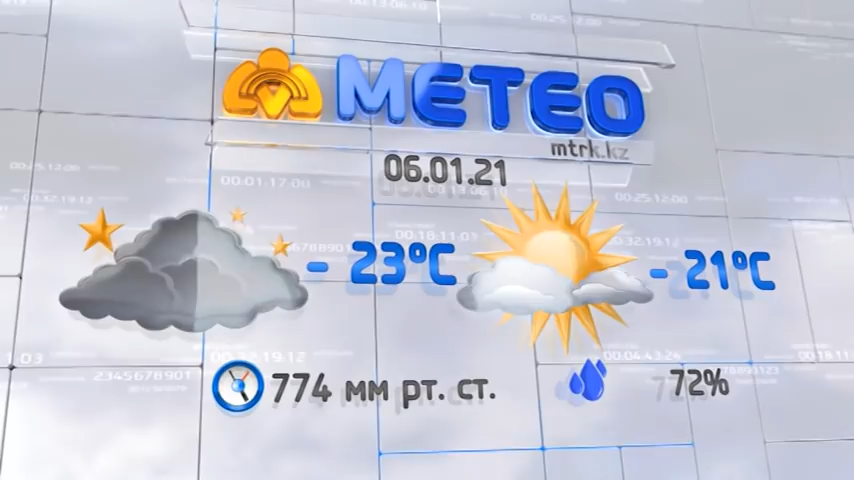 METEO
mtrk.kz
06.01.21
- 23°C
- 21°C
774 мм рт. ст.
72%